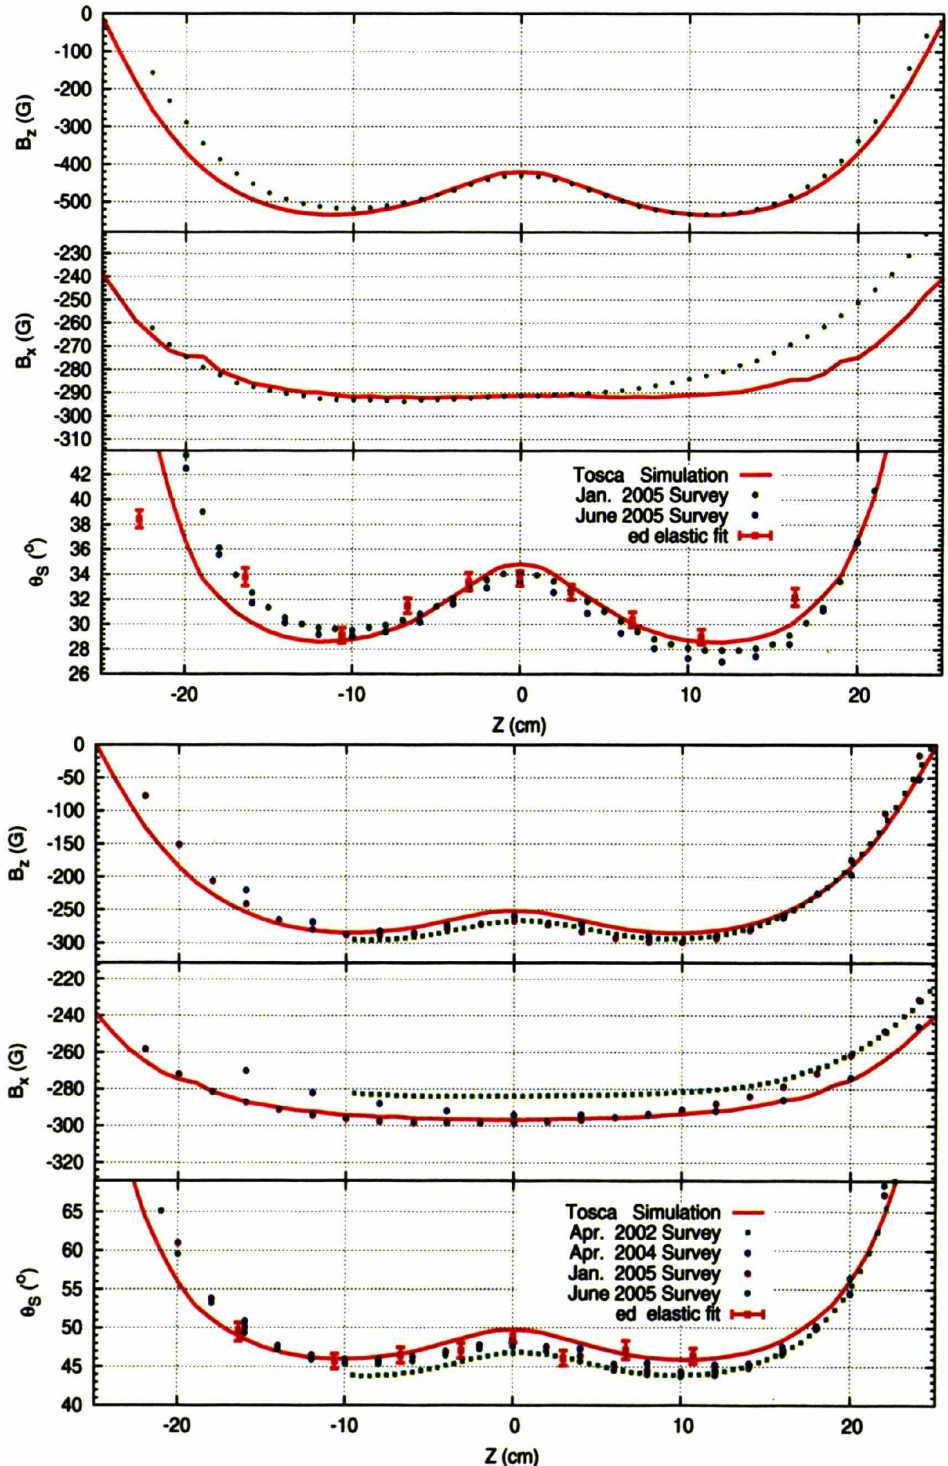 0
-100
-200
-300
-400
-500
B_z (G)
-230
-240
-250
-260
-270
-280
-290
-300
-310
B_x (G)
42
40
38
36
34
32
30
28
26
θ_S (°)
Tosca Simulation
Jan. 2005 Survey
June 2005 Survey
ed elastic fit
-20 -10 0 10 20
Z (cm)
0
-50
-100
-150
-200
-250
-300
B_z (G)
-220
-240
-260
-280
-300
-320
B_x (G)
65
60
55
50
45
40
θ_S (°)
Tosca Simulation
Apr. 2002 Survey
Apr. 2004 Survey
Jan. 2005 Survey
June 2005 Survey
ed elastic fit
-20 -10 0 10 20
Z (cm)